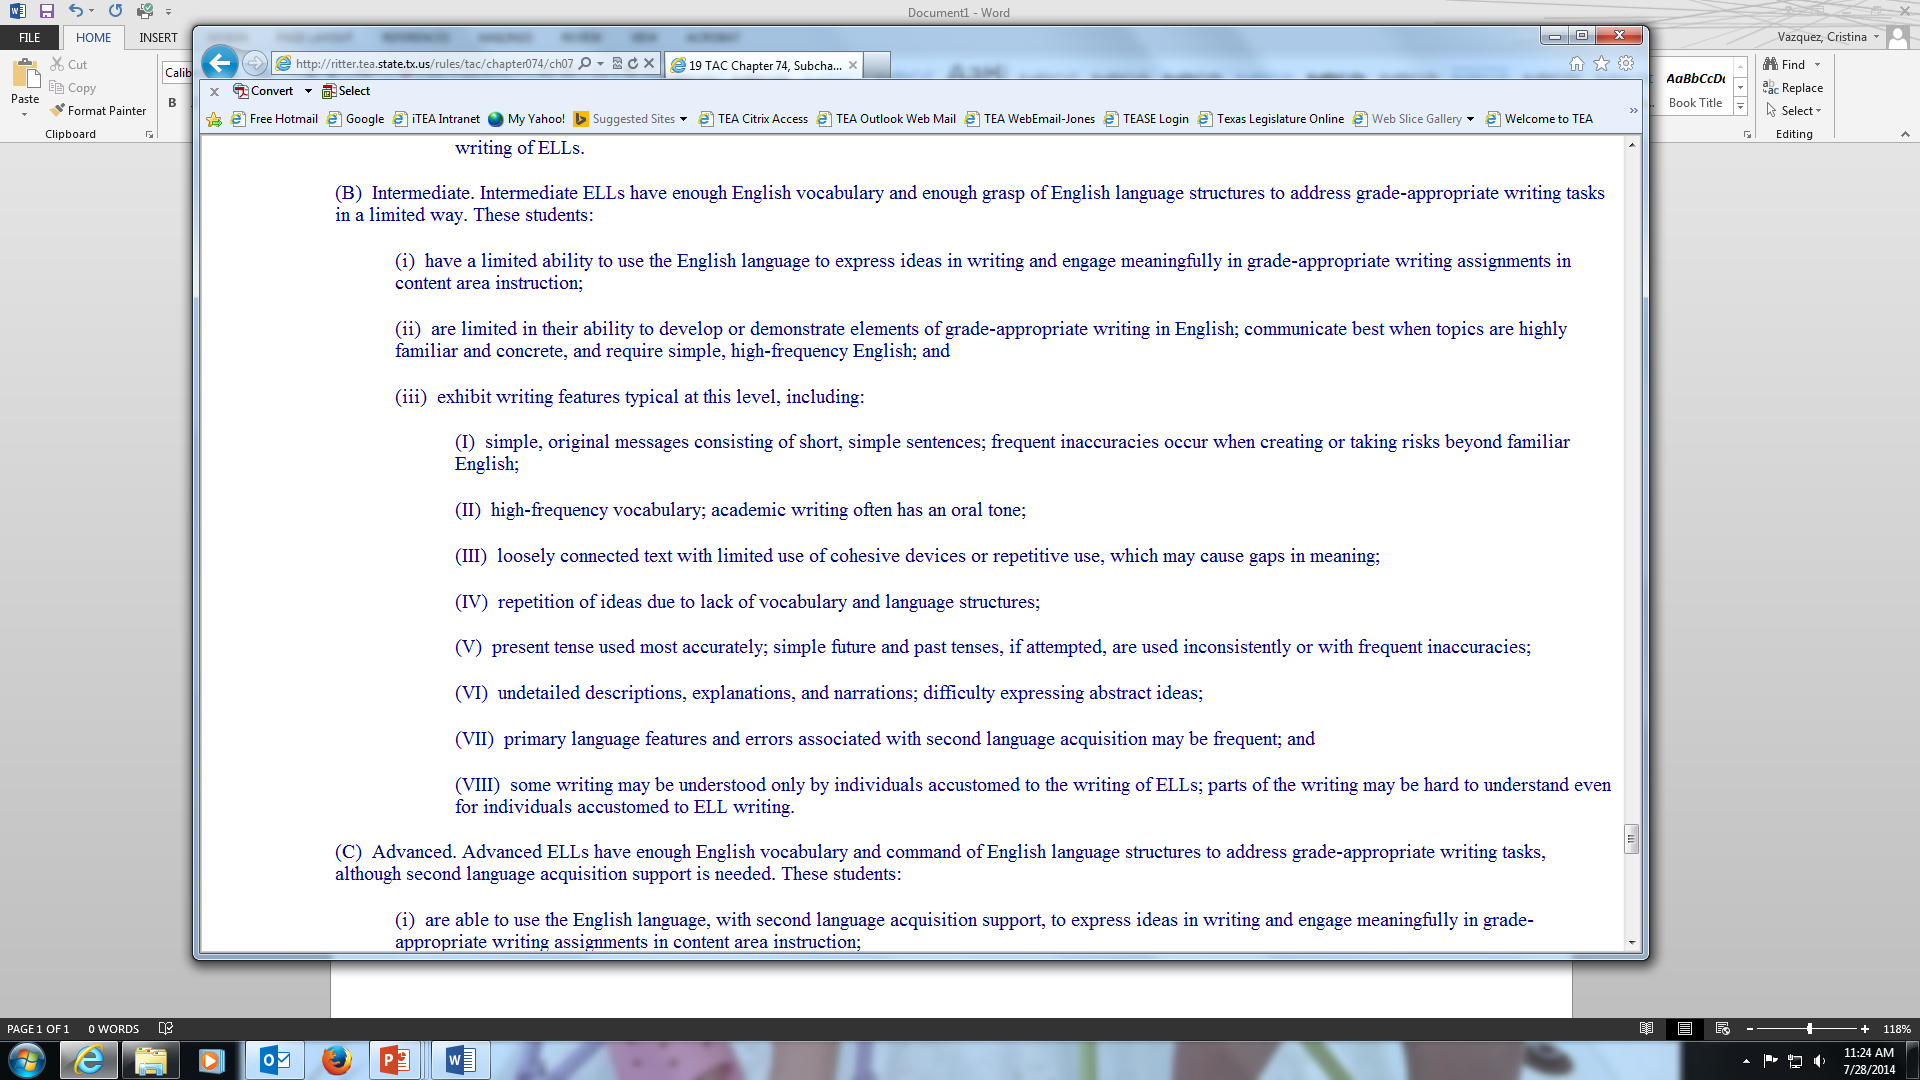 Document1 - Word
FILE HOME INSERT
Vazquez, Cristina
Cut
Copy
Format Painter
Paste
Clipboard
Calib
B
http://ritter.tea.state.tx.us/rules/tac/chapter074/ch07
19 TAC Chapter 74, Subcha...
Convert Select
Free Hotmail Google iTEA Intranet My Yahoo! Suggested Sites TEA Citrix Access TEA Outlook Web Mail TEA WebEmail-Jones TEASE Login Texas Legislature Online Web Slice Gallery Welcome to TEA
AaBbCcDc
Book Title
Find
Replace
Select
Editing
writing of ELLs.
(B) Intermediate. Intermediate ELLs have enough English vocabulary and enough grasp of English language structures to address grade-appropriate writing tasks
in a limited way. These students:
(i) have a limited ability to use the English language to express ideas in writing and engage meaningfully in grade-appropriate writing assignments in
content area instruction;
(ii) are limited in their ability to develop or demonstrate elements of grade-appropriate writing in English; communicate best when topics are highly
familiar and concrete, and require simple, high-frequency English; and
(iii) exhibit writing features typical at this level, including:
(I) simple, original messages consisting of short, simple sentences; frequent inaccuracies occur when creating or taking risks beyond familiar
English;
(II) high-frequency vocabulary; academic writing often has an oral tone;
(III) loosely connected text with limited use of cohesive devices or repetitive use, which may cause gaps in meaning;
(IV) repetition of ideas due to lack of vocabulary and language structures;
(V) present tense used most accurately; simple future and past tenses, if attempted, are used inconsistently or with frequent inaccuracies;
(VI) undetailed descriptions, explanations, and narrations; difficulty expressing abstract ideas;
(VII) primary language features and errors associated with second language acquisition may be frequent; and
(VIII) some writing may be understood only by individuals accustomed to the writing of ELLs; parts of the writing may be hard to understand even
for individuals accustomed to ELL writing.
(C) Advanced. Advanced ELLs have enough English vocabulary and command of English language structures to address grade-appropriate writing tasks,
although second language acquisition support is needed. These students:
(i) are able to use the English language, with second language acquisition support, to express ideas in writing and engage meaningfully in grade-
appropriate writing assignments in content area instruction;
PAGE 1 OF 1 0 WORDS
118%
11:24 AM
7/28/2014